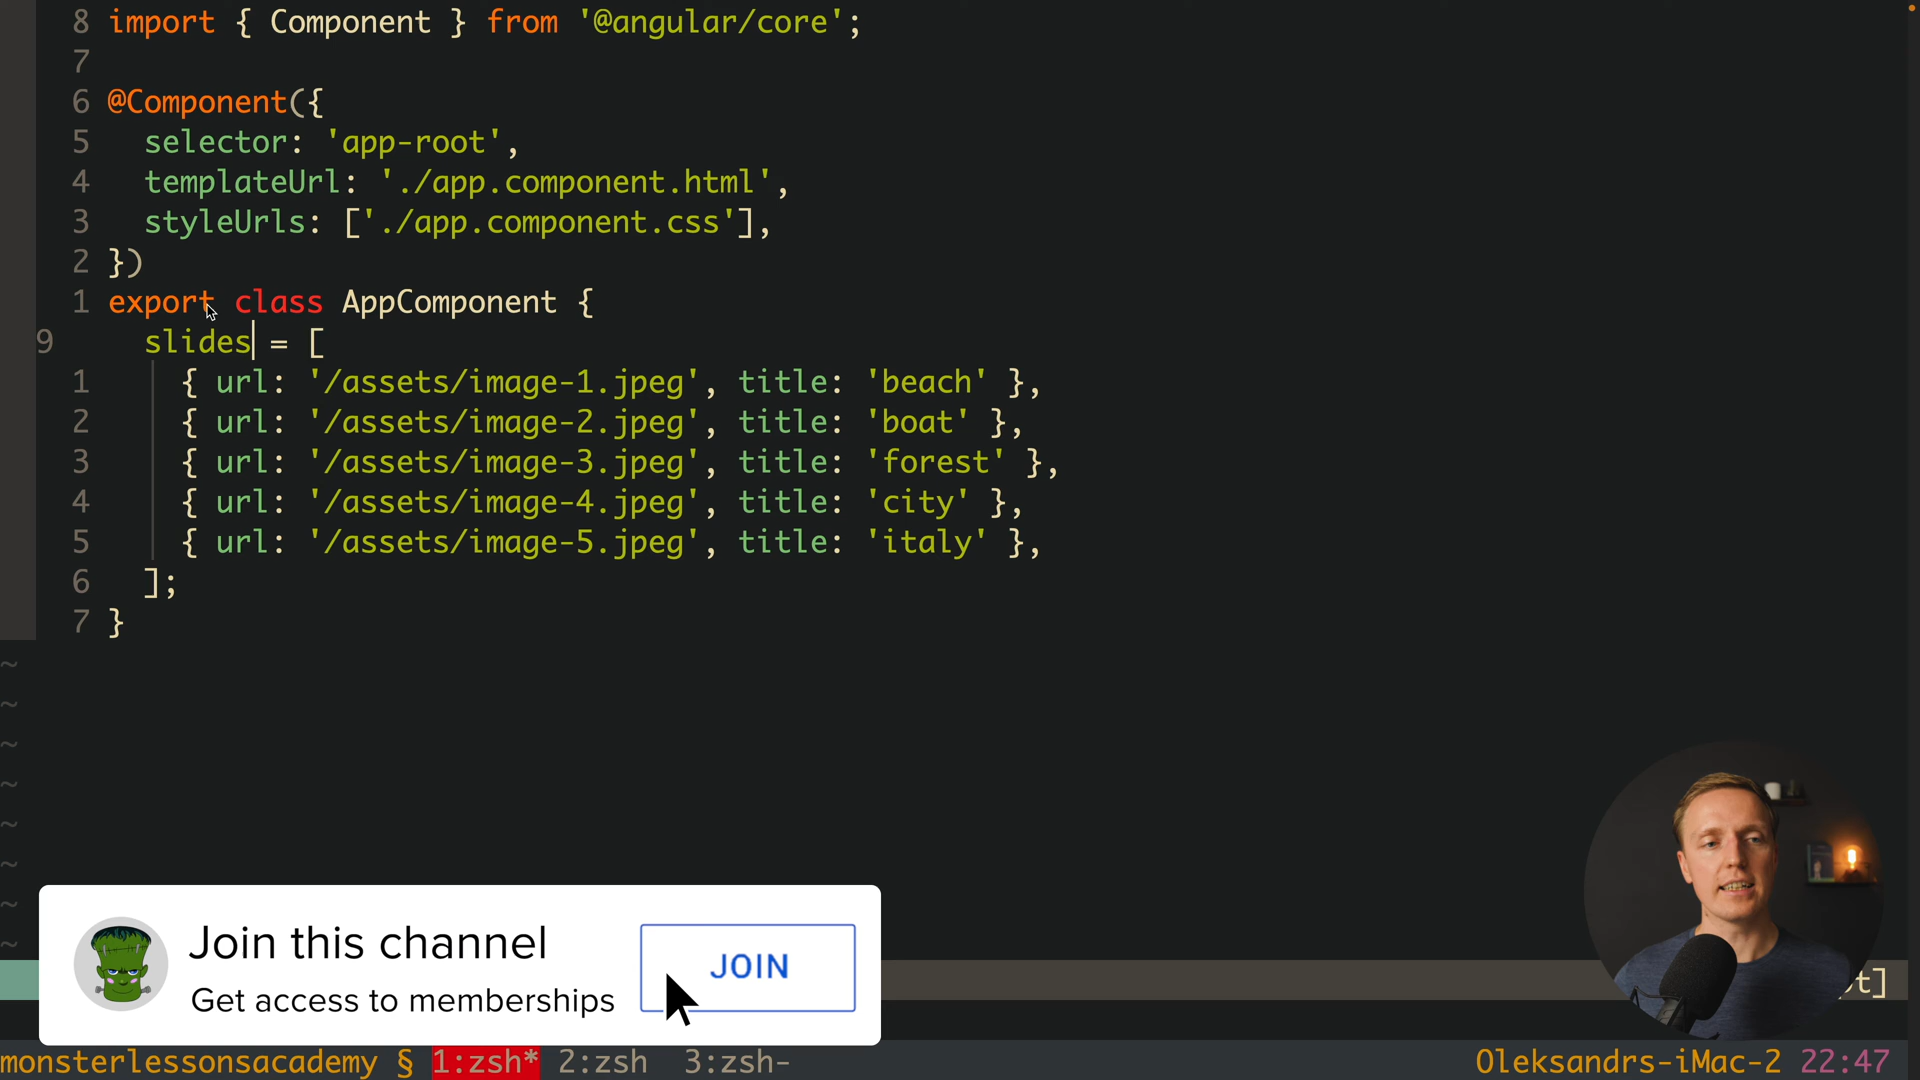 8 import { Component } from '@angular/core';
7
6 @Component({
5 selector: 'app-root',
4 templateUrl: './app.component.html',
3 styleUrls: ['./app.component.css'],
2 })
1 export class AppComponent {
9 slides = [
1 { url: '/assets/image-1.jpeg', title: 'beach' },
2 { url: '/assets/image-2.jpeg', title: 'boat' },
3 { url: '/assets/image-3.jpeg', title: 'forest' },
4 { url: '/assets/image-4.jpeg', title: 'city' },
5 { url: '/assets/image-5.jpeg', title: 'italy' },
6 ];
7 }
~
~
~
~
~
~
~
~
Join this channel
Get access to memberships
JOIN
monsterlessonsacademy § 1:zsh* 2:zsh 3:zsh- Oleksandrs-iMac-2 22:47